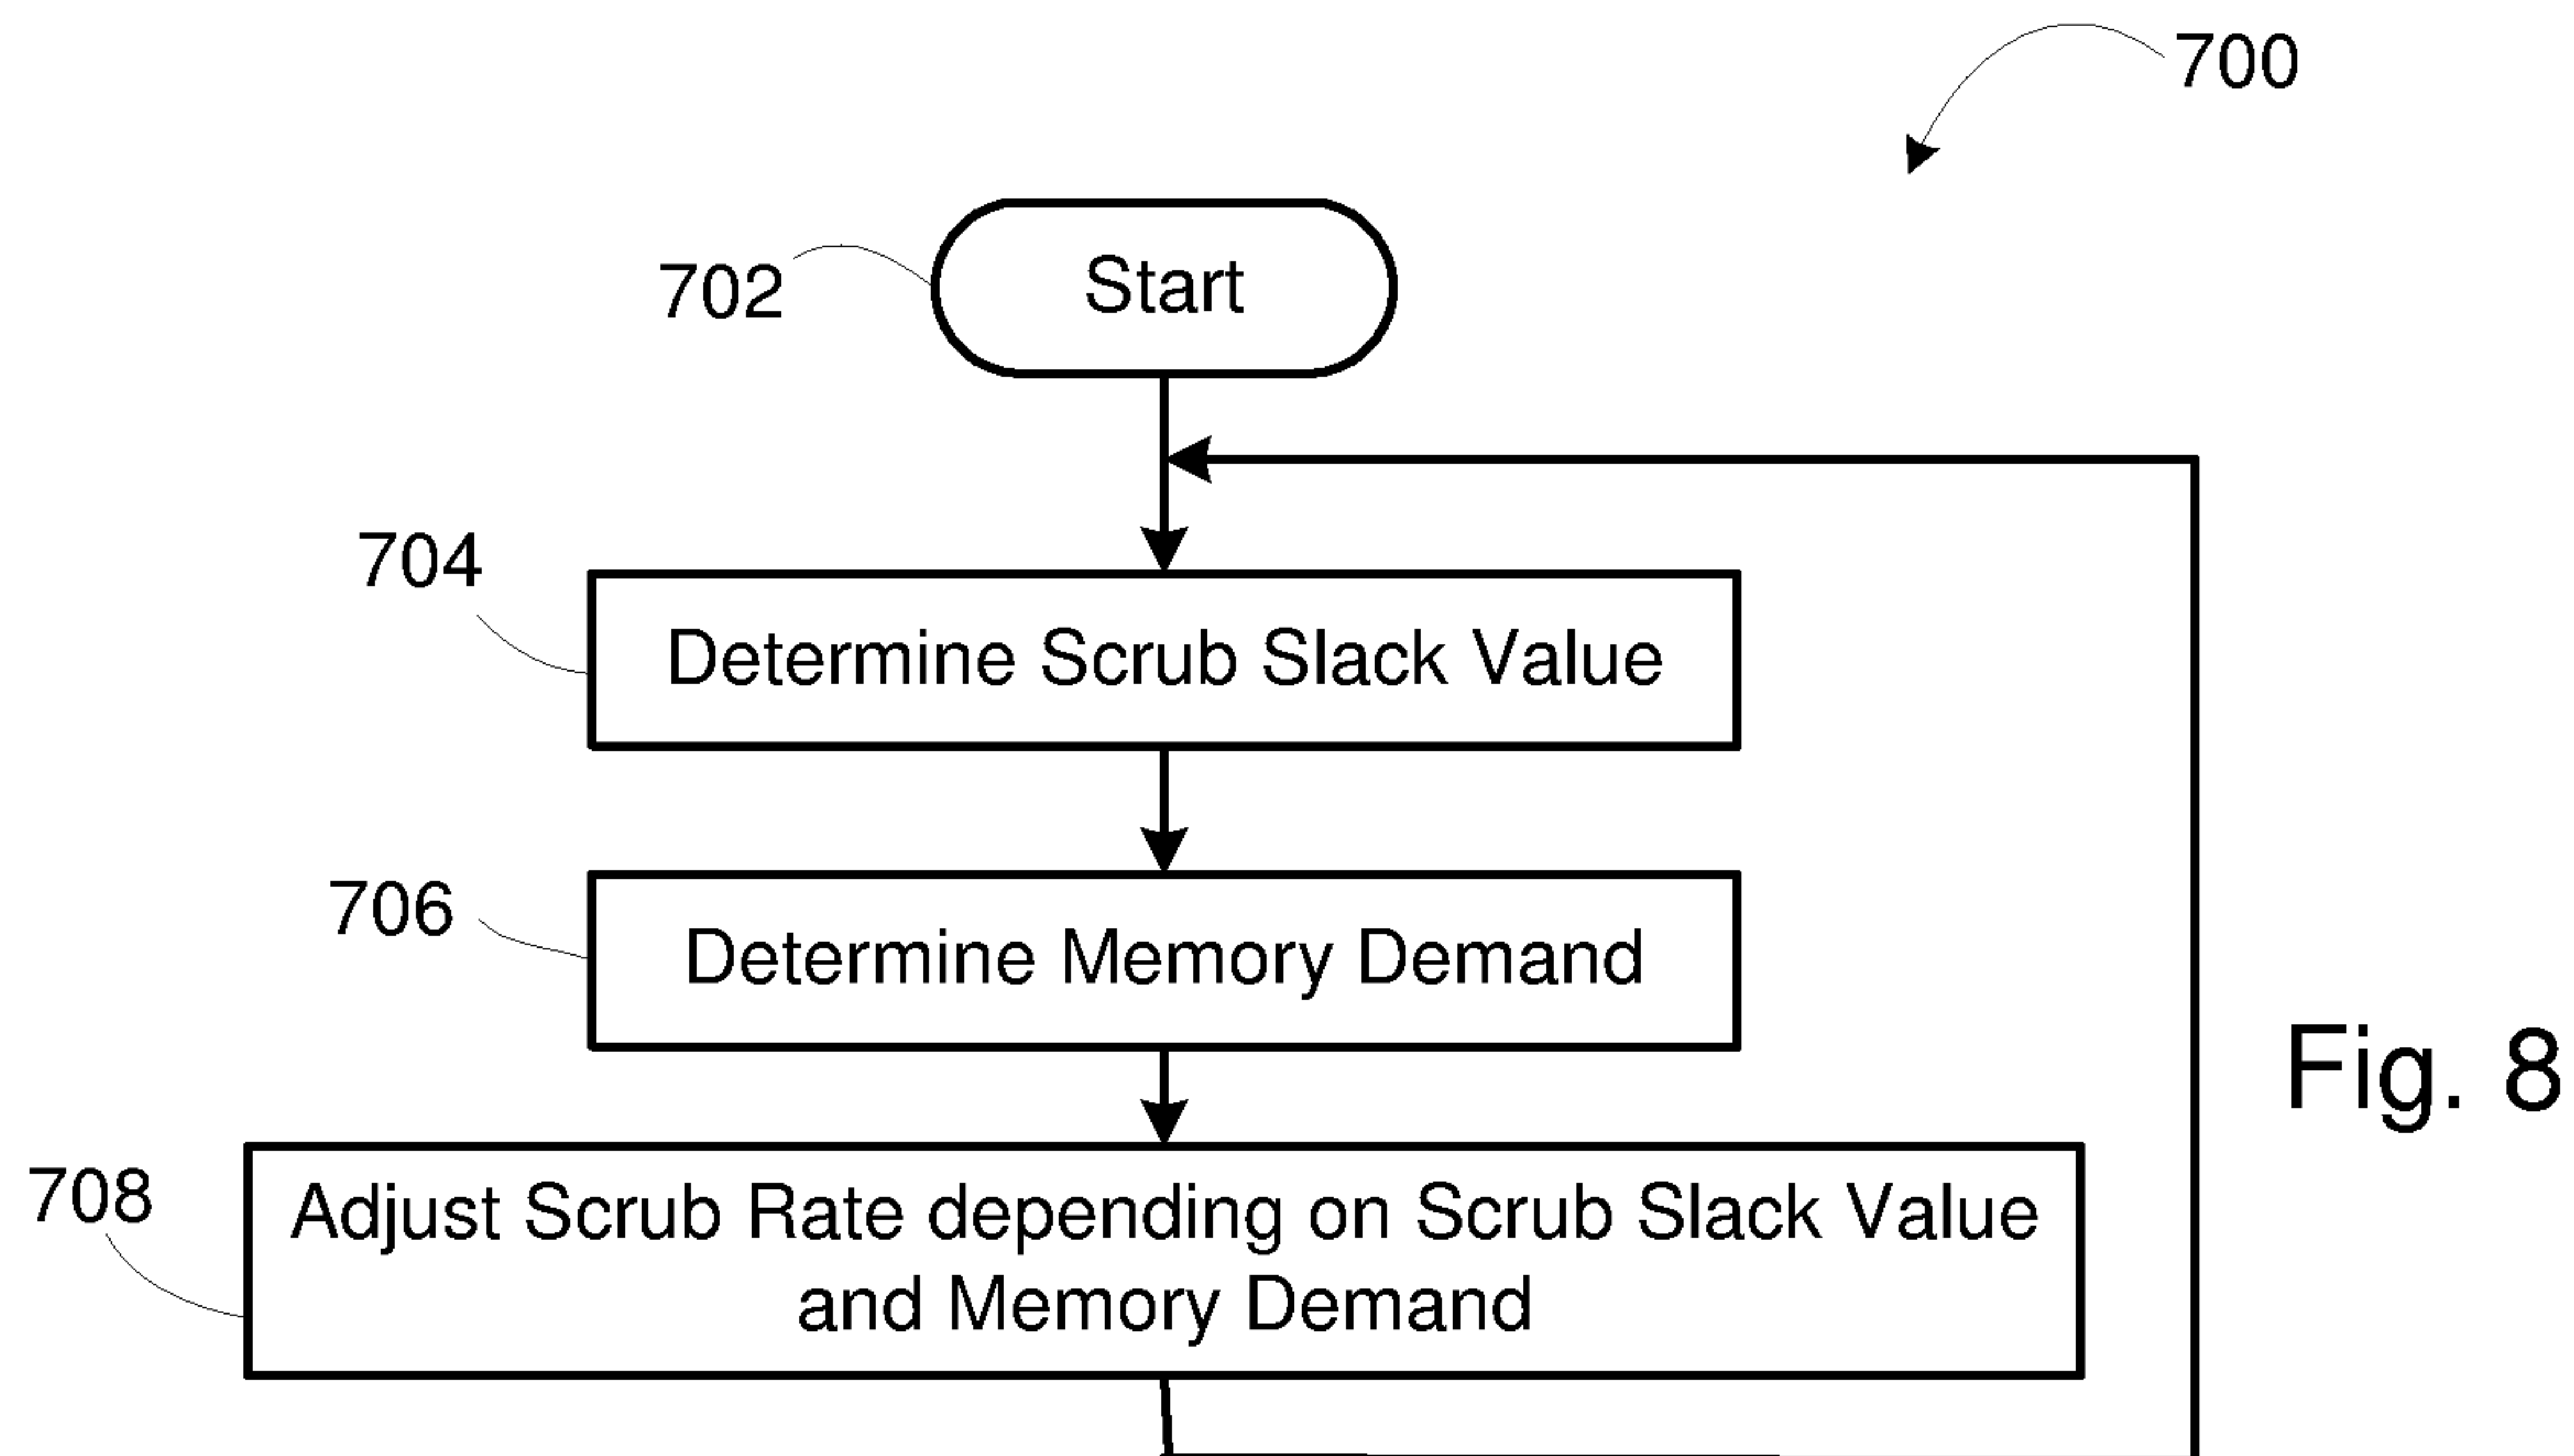 700
702
Start
704
Determine Scrub Slack Value
706
Determine Memory Demand
Fig. 8
708
Adjust Scrub Rate depending on Scrub Slack Value
and Memory Demand